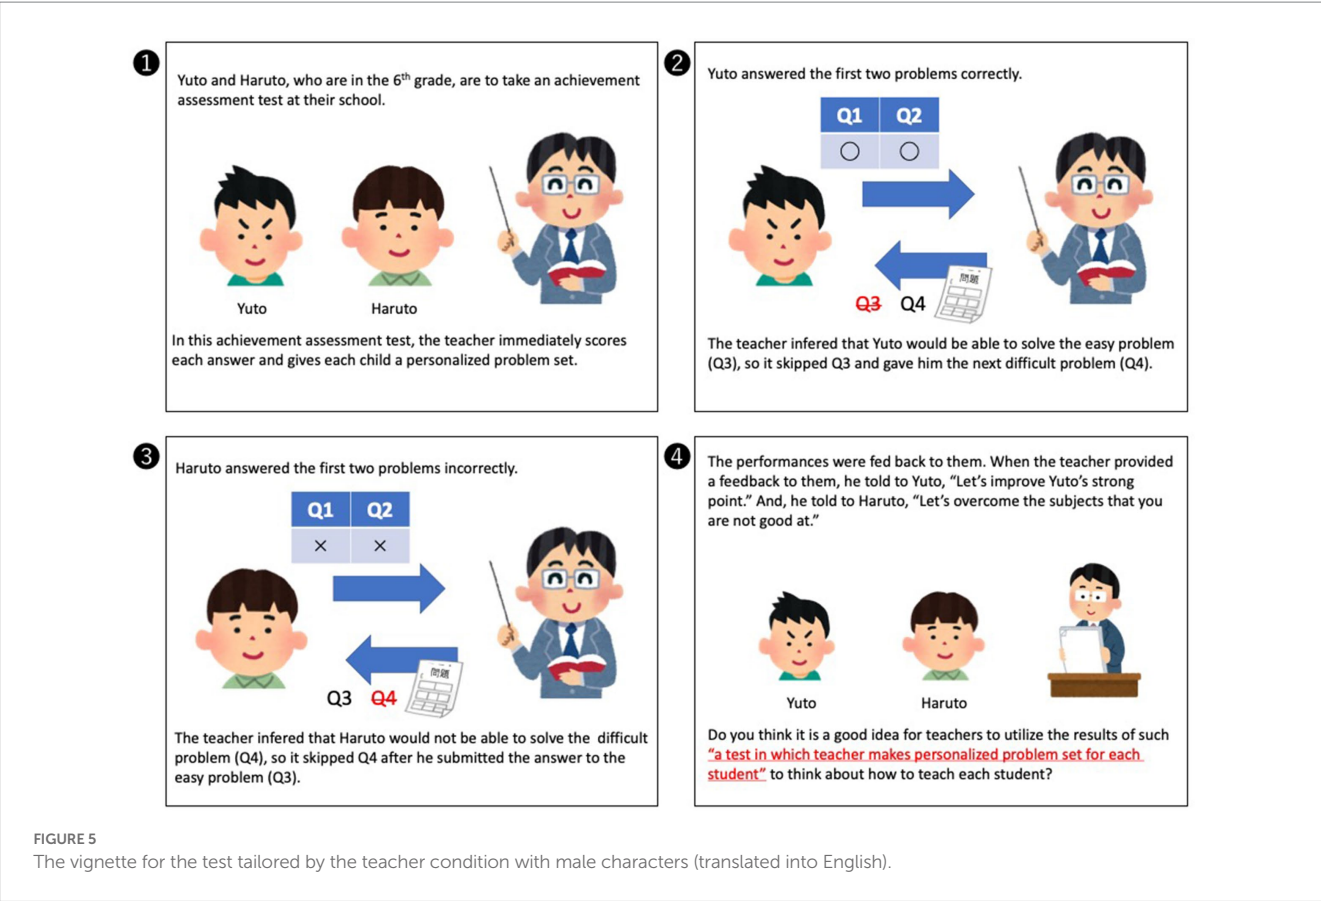 ❶
Yuto and Haruto, who are in the 6th grade, are to take an achievement
assessment test at their school.
Yuto
Haruto
In this achievement assessment test, the teacher immediately scores
each answer and gives each child a personalized problem set.
❷
Yuto answered the first two problems correctly.
Q1 Q2
○ ○
問題
Q3 Q4
The teacher infered that Yuto would be able to solve the easy problem
(Q3), so it skipped Q3 and gave him the next difficult problem (Q4).
❸
Haruto answered the first two problems incorrectly.
Q1 Q2
× ×
問題
Q3 Q4
The teacher infered that Haruto would not be able to solve the difficult
problem (Q4), so it skipped Q4 after he submitted the answer to the
easy problem (Q3).
❹
The performances were fed back to them. When the teacher provided
a feedback to them, he told to Yuto, “Let’s improve Yuto’s strong
point.” And, he told to Haruto, “Let’s overcome the subjects that you
are not good at.”
Yuto
Haruto
Do you think it is a good idea for teachers to utilize the results of such
“a test in which teacher makes personalized problem set for each
student” to think about how to teach each student?
FIGURE 5
The vignette for the test tailored by the teacher condition with male characters (translated into English).